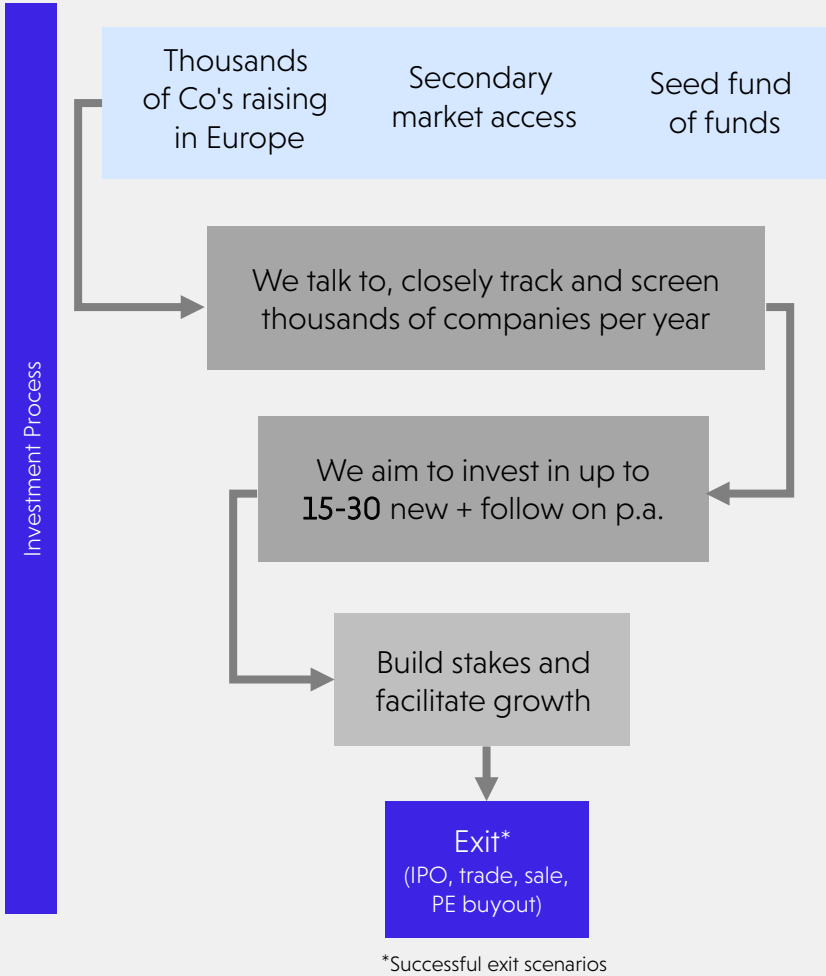 Investment Process
Thousands
of Co's raising
in Europe
Secondary
market access
Seed fund
of funds
We talk to, closely track and screen
thousands of companies per year
We aim to invest in up to
15-30 new + follow on p.a.
Build stakes and
facilitate growth
Exit*
(IPO, trade, sale,
PE buyout)
*Successful exit scenarios